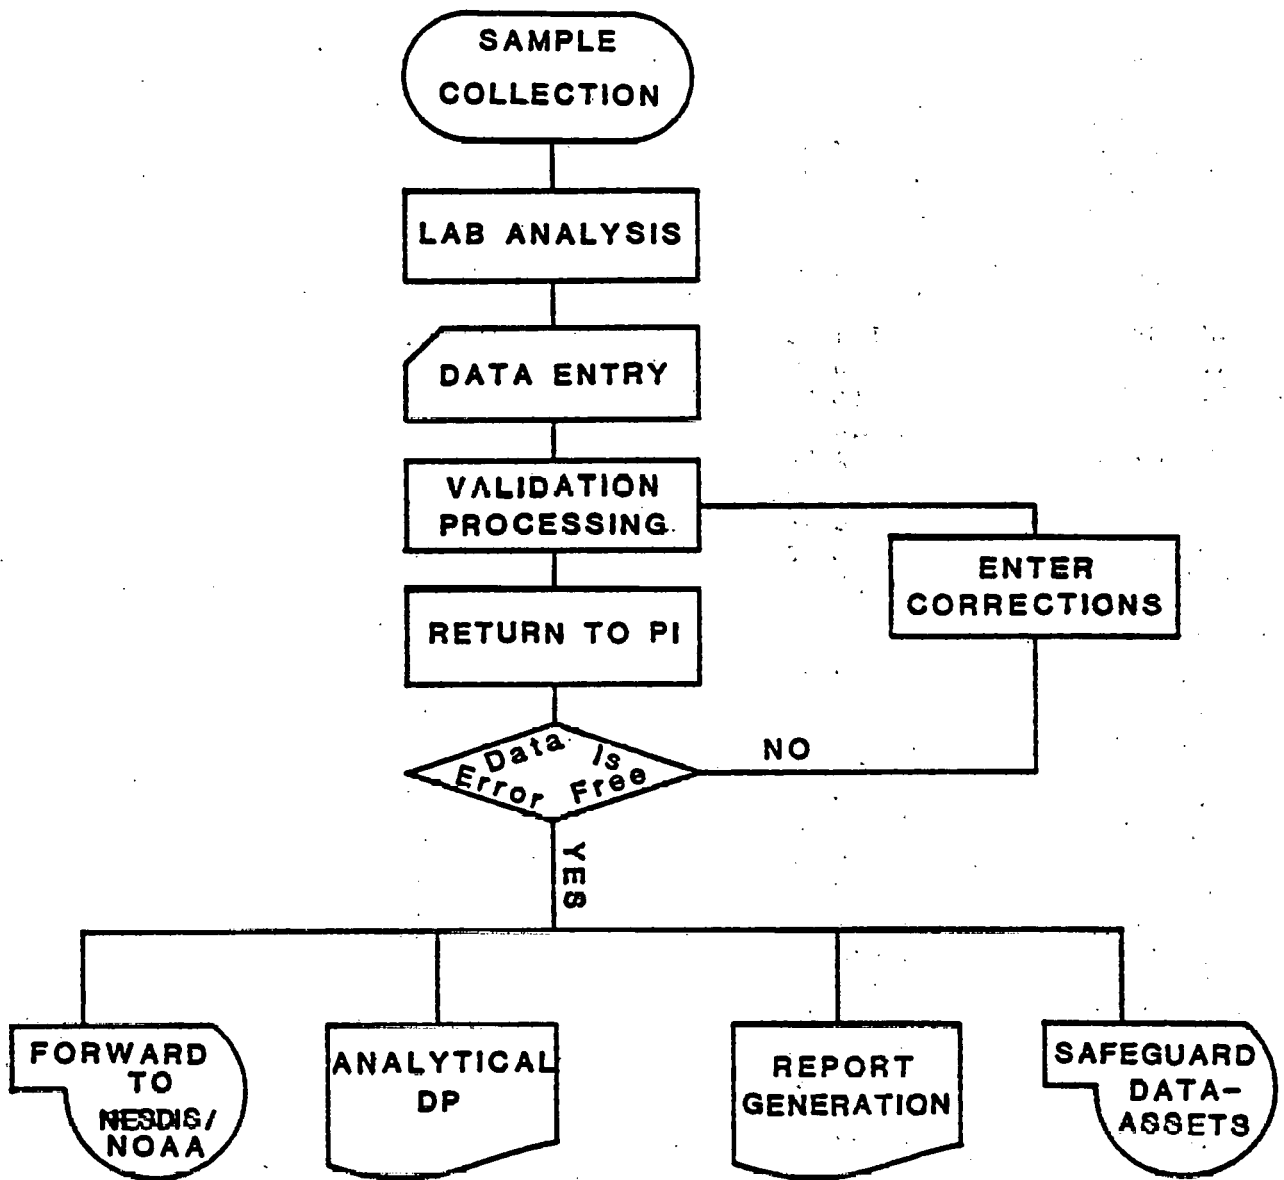 SAMPLE
COLLECTION
LAB ANALYSIS
DATA ENTRY
VALIDATION
PROCESSING
ENTER
CORRECTIONS
RETURN TO PI
Data Is
Error Free
NO
YES
FORWARD
TO
NESDIS/
NOAA
ANALYTICAL
DP
REPORT
GENERATION
SAFEGUARD
DATA-
ASSETS